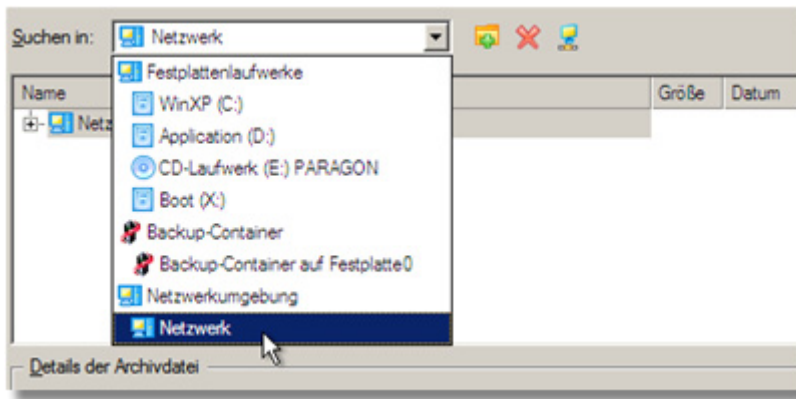 Suchen in: Netzwerk
Festplattenlaufwerke
Name Größe Datum
WinXP (C:)
Netz
Application (D:)
CD-Laufwerk (E:) PARAGON
Boot (X:)
Backup-Container
Backup-Container auf Festplatte0
Netzwerkumgebung
Netzwerk
Details der Archivdatei